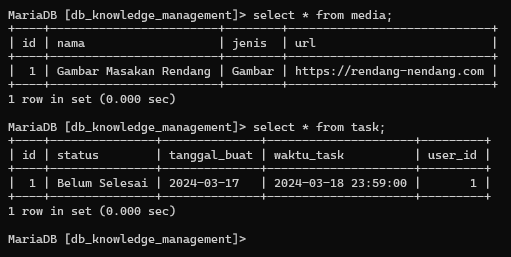 MariaDB [db_knowledge_management]> select * from media;
+----+-----------------------+--------+----------------------------+
| id | nama                  | jenis  | url                        |
+----+-----------------------+--------+----------------------------+
|  1 | Gambar Masakan Rendang | Gambar | https://rendang-nendang.com |
+----+-----------------------+--------+----------------------------+
1 row in set (0.000 sec)
MariaDB [db_knowledge_management]> select * from task;
+----+---------------+--------------+---------------------+---------+
| id | status        | tanggal_buat | waktu_task          | user_id |
+----+---------------+--------------+---------------------+---------+
|  1 | Belum Selesai | 2024-03-17   | 2024-03-18 23:59:00 |       1 |
+----+---------------+--------------+---------------------+---------+
1 row in set (0.000 sec)
MariaDB [db_knowledge_management]>